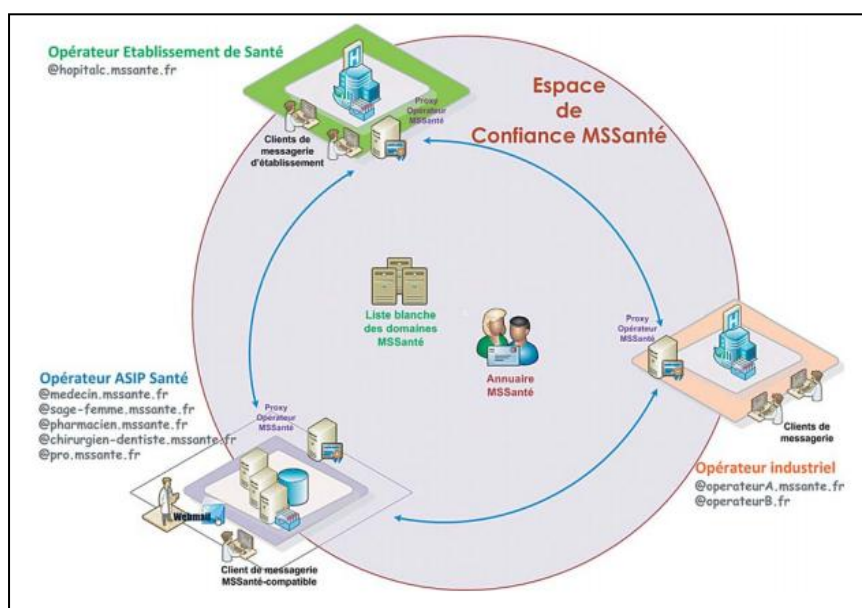 Opérateur Etablissement de Santé
@hopitalc.mssante.fr
Proxy
Opérateur
MSSanté
Clients de
messagerie
d'établissement
Espace
de
Confiance MSSanté
Liste blanche
des domaines
MSSanté
Annuaire
MSSanté
Proxy
Opérateur
MSSanté
Clients de
messagerie
Opérateur industriel
@operateurA.mssante.fr
@operateurB.fr
Opérateur ASIP Santé
@medecin.mssante.fr
@sage-femme.mssante.fr
@pharmacien.mssante.fr
@chirurgien-dentiste.mssante.fr
@pro.mssante.fr
Proxy
Opérateur
MSSanté
Webmail
Client de messagerie
MSSanté-compatible